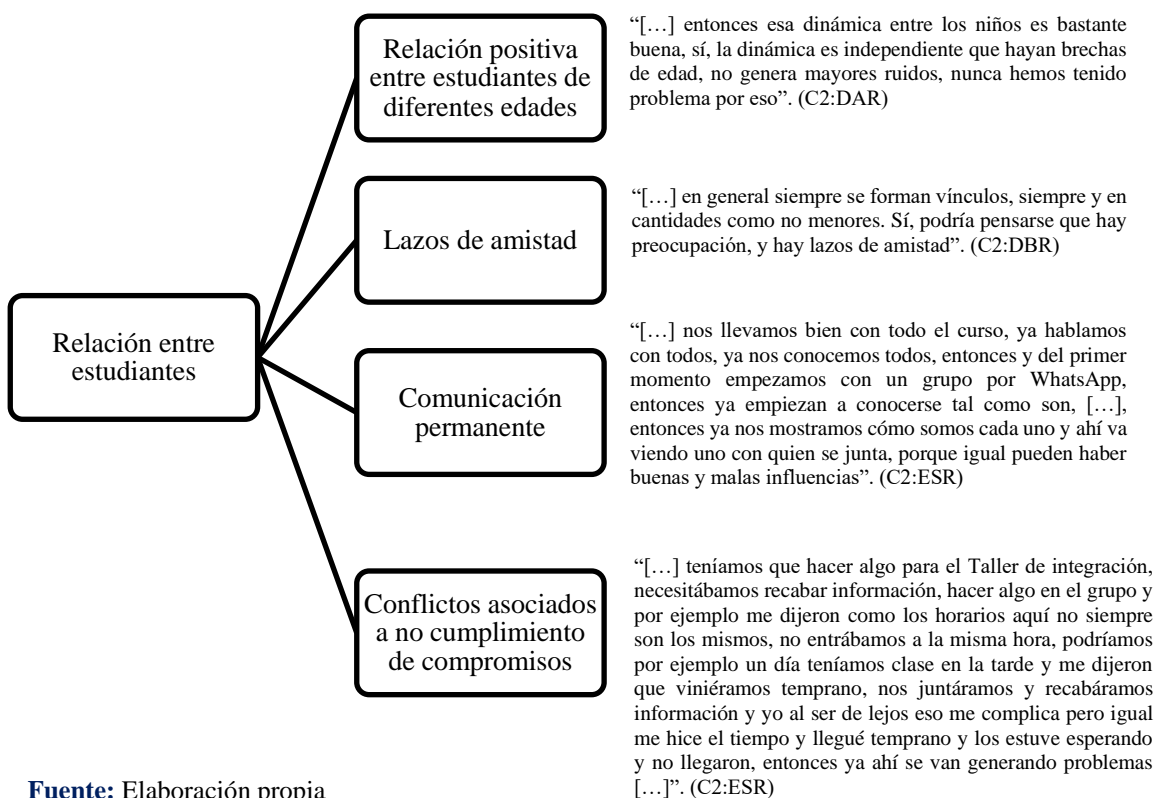 Relación positiva
entre estudiantes de
diferentes edades
“[…] entonces esa dinámica entre los niños es bastante
buena, sí, la dinámica es independiente que hayan brechas
de edad, no genera mayores ruidos, nunca hemos tenido
problema por eso”. (C2:DAR)
Lazos de amistad
“[…] en general siempre se forman vínculos, siempre y en
cantidades como no menores. Sí, podría pensarse que hay
preocupación, y hay lazos de amistad”. (C2:DBR)
Relación entre
estudiantes
Comunicación
permanente
“[…] nos llevamos bien con todo el curso, ya hablamos
con todos, ya nos conocemos todos, entonces y del primer
momento empezamos con un grupo por WhatsApp,
entonces ya empiezan a conocerse tal como son, […],
entonces ya nos mostramos cómo somos cada uno y ahí va
viendo uno con quien se junta, porque igual pueden haber
buenas y malas influencias”. (C2:ESR)
Conflictos asociados
a no cumplimiento
de compromisos
“[…] teníamos que hacer algo para el Taller de integración,
necesitábamos recabar información, hacer algo en el grupo y
por ejemplo me dijeron como los horarios aquí no siempre
son los mismos, no entrábamos a la misma hora, podríamos
por ejemplo un día teníamos clase en la tarde y me dijeron
que viniéramos temprano, nos juntáramos y recabáramos
información y yo al ser de lejos eso me complica pero igual
me hice el tiempo y llegué temprano y los estuve esperando
y no llegaron, entonces ya ahí se van generando problemas
[…]”. (C2:ESR)
Fuente: Elaboración propia